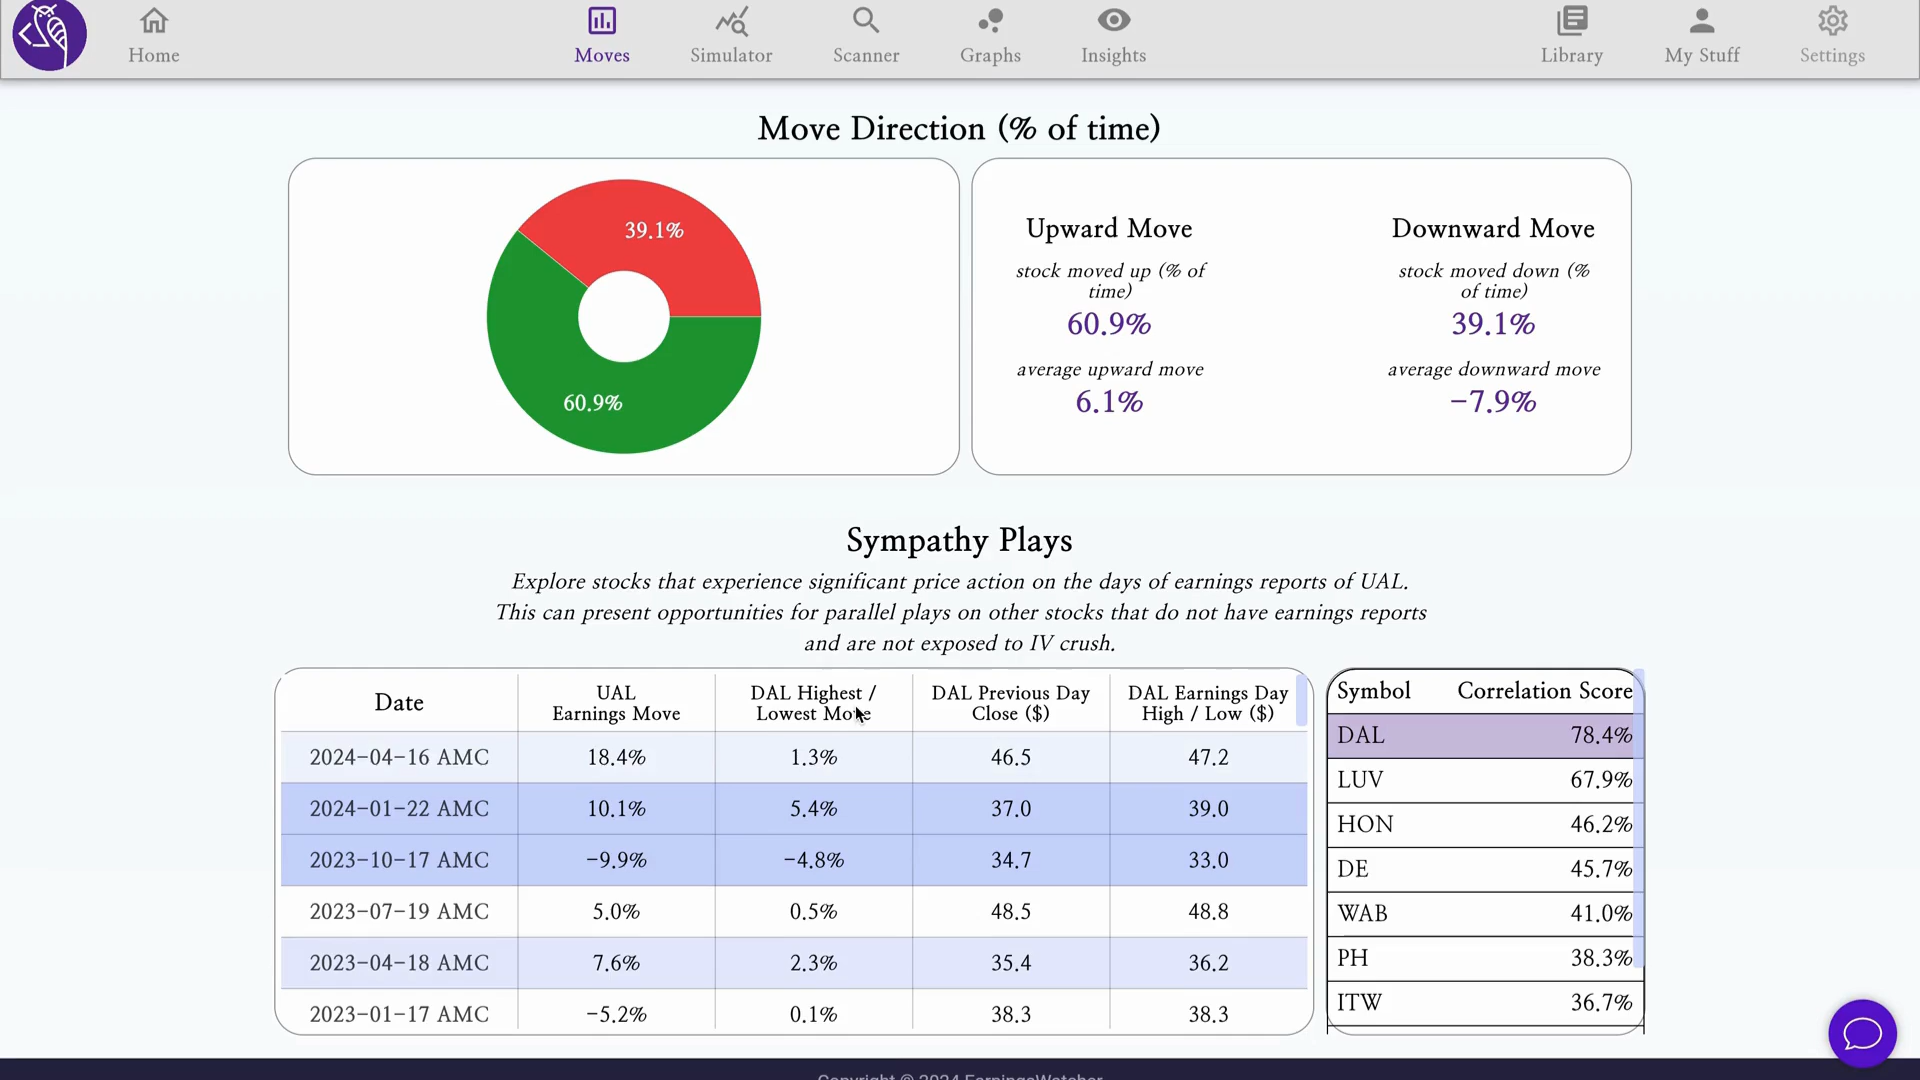 Home
Moves
Simulator
Scanner
Graphs
Insights
Library
My Stuff
Settings
Move Direction (% of time)
39.1%
60.9%
Upward Move
stock moved up (% of
time)
60.9%
average upward move
6.1%
Downward Move
stock moved down (%
of time)
39.1%
average downward move
−7.9%
Sympathy Plays
Explore stocks that experience significant price action on the days of earnings reports of UAL.
This can present opportunities for parallel plays on other stocks that do not have earnings reports
and are not exposed to IV crush.
Date
UAL
Earnings Move
DAL Highest /
Lowest Move
DAL Previous Day
Close ($)
DAL Earnings Day
High / Low ($)
2024−04−16 AMC 18.4% 1.3% 46.5 47.2
2024−01−22 AMC 10.1% 5.4% 37.0 39.0
2023−10−17 AMC −9.9% −4.8% 34.7 33.0
2023−07−19 AMC 5.0% 0.5% 48.5 48.8
2023−04−18 AMC 7.6% 2.3% 35.4 36.2
2023−01−17 AMC −5.2% 0.1% 38.3 38.3
Symbol Correlation Score
DAL 78.4%
LUV 67.9%
HON 46.2%
DE 45.7%
WAB 41.0%
PH 38.3%
ITW 36.7%
Copyright © 2024 EarningsWatcher